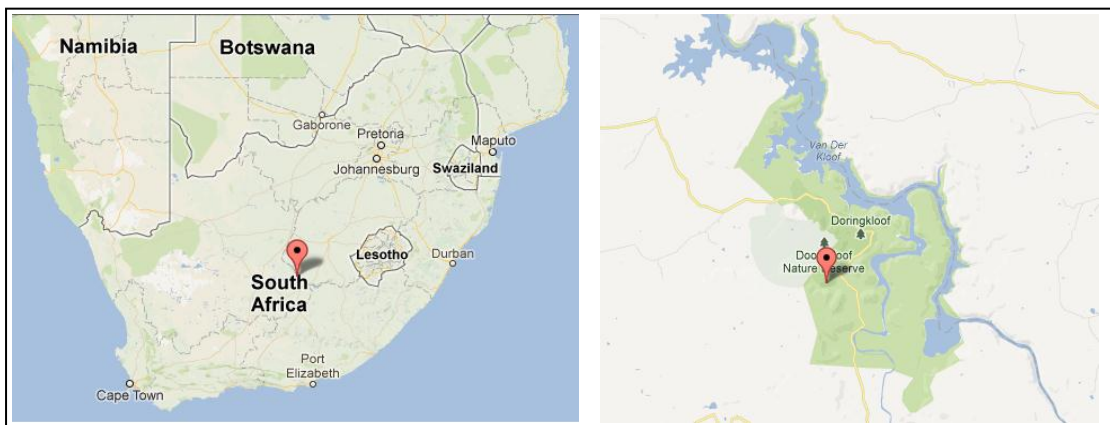 Namibia
Botswana
Gaborone
Pretoria
Johannesburg
Maputo
Swaziland
Lesotho
Durban
South
Africa
Port
Elizabeth
Cape Town
Van Der
Kloof
Doringkloof
Nature